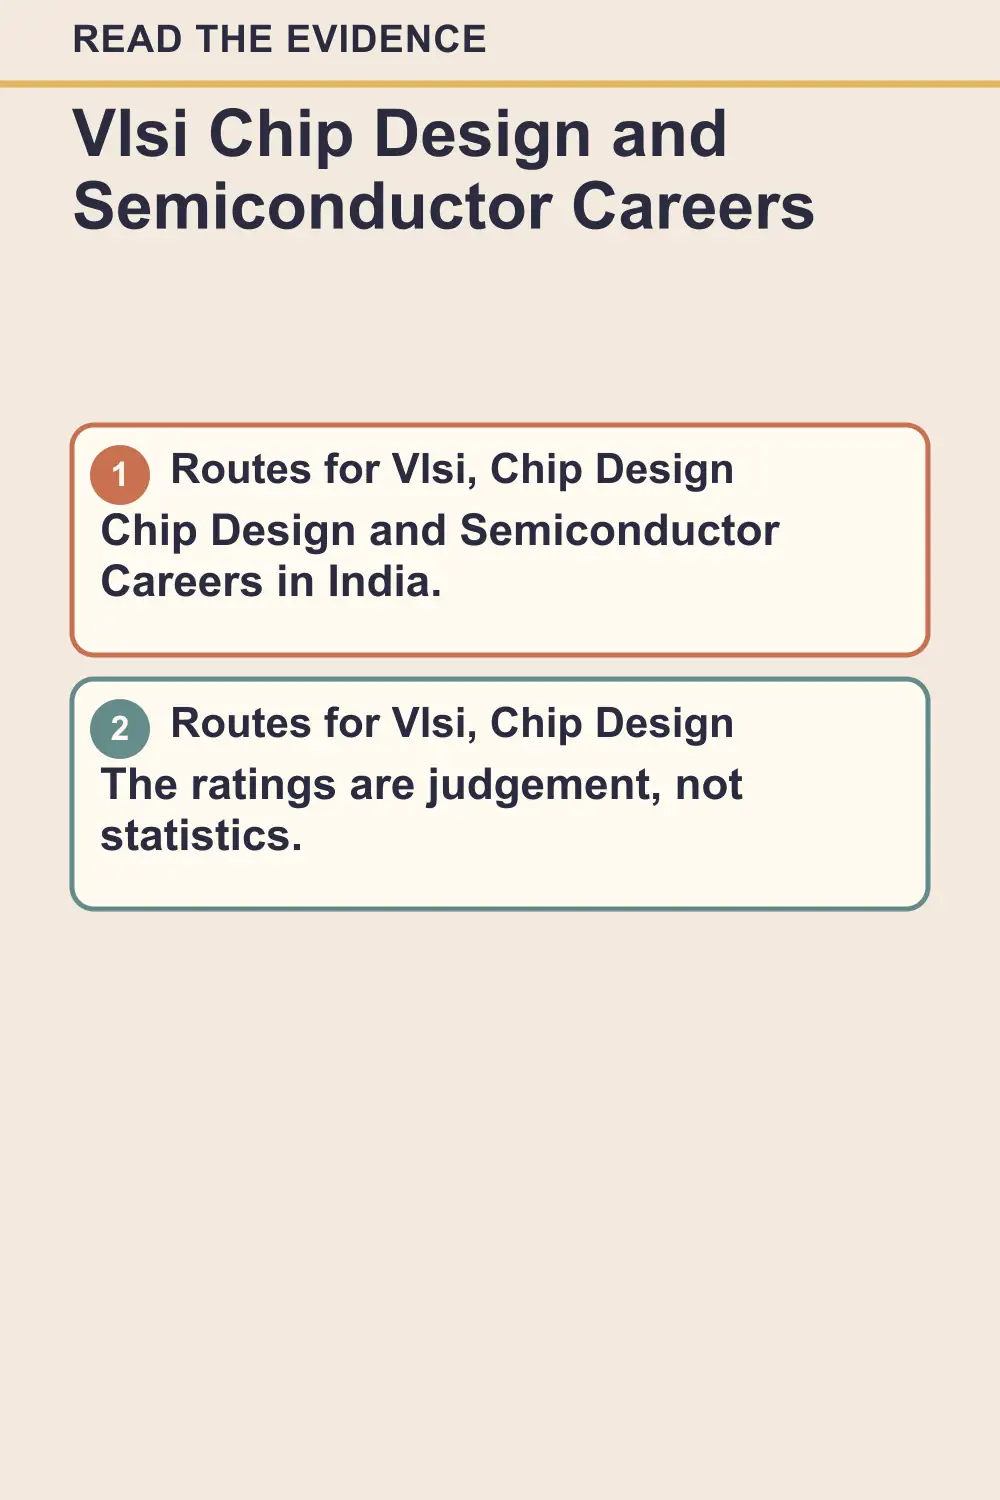 READ THE EVIDENCE
Vlsi Chip Design and
Semiconductor Careers
1 Routes for Vlsi, Chip Design
Chip Design and Semiconductor
Careers in India.
2 Routes for Vlsi, Chip Design
The ratings are judgement, not
statistics.